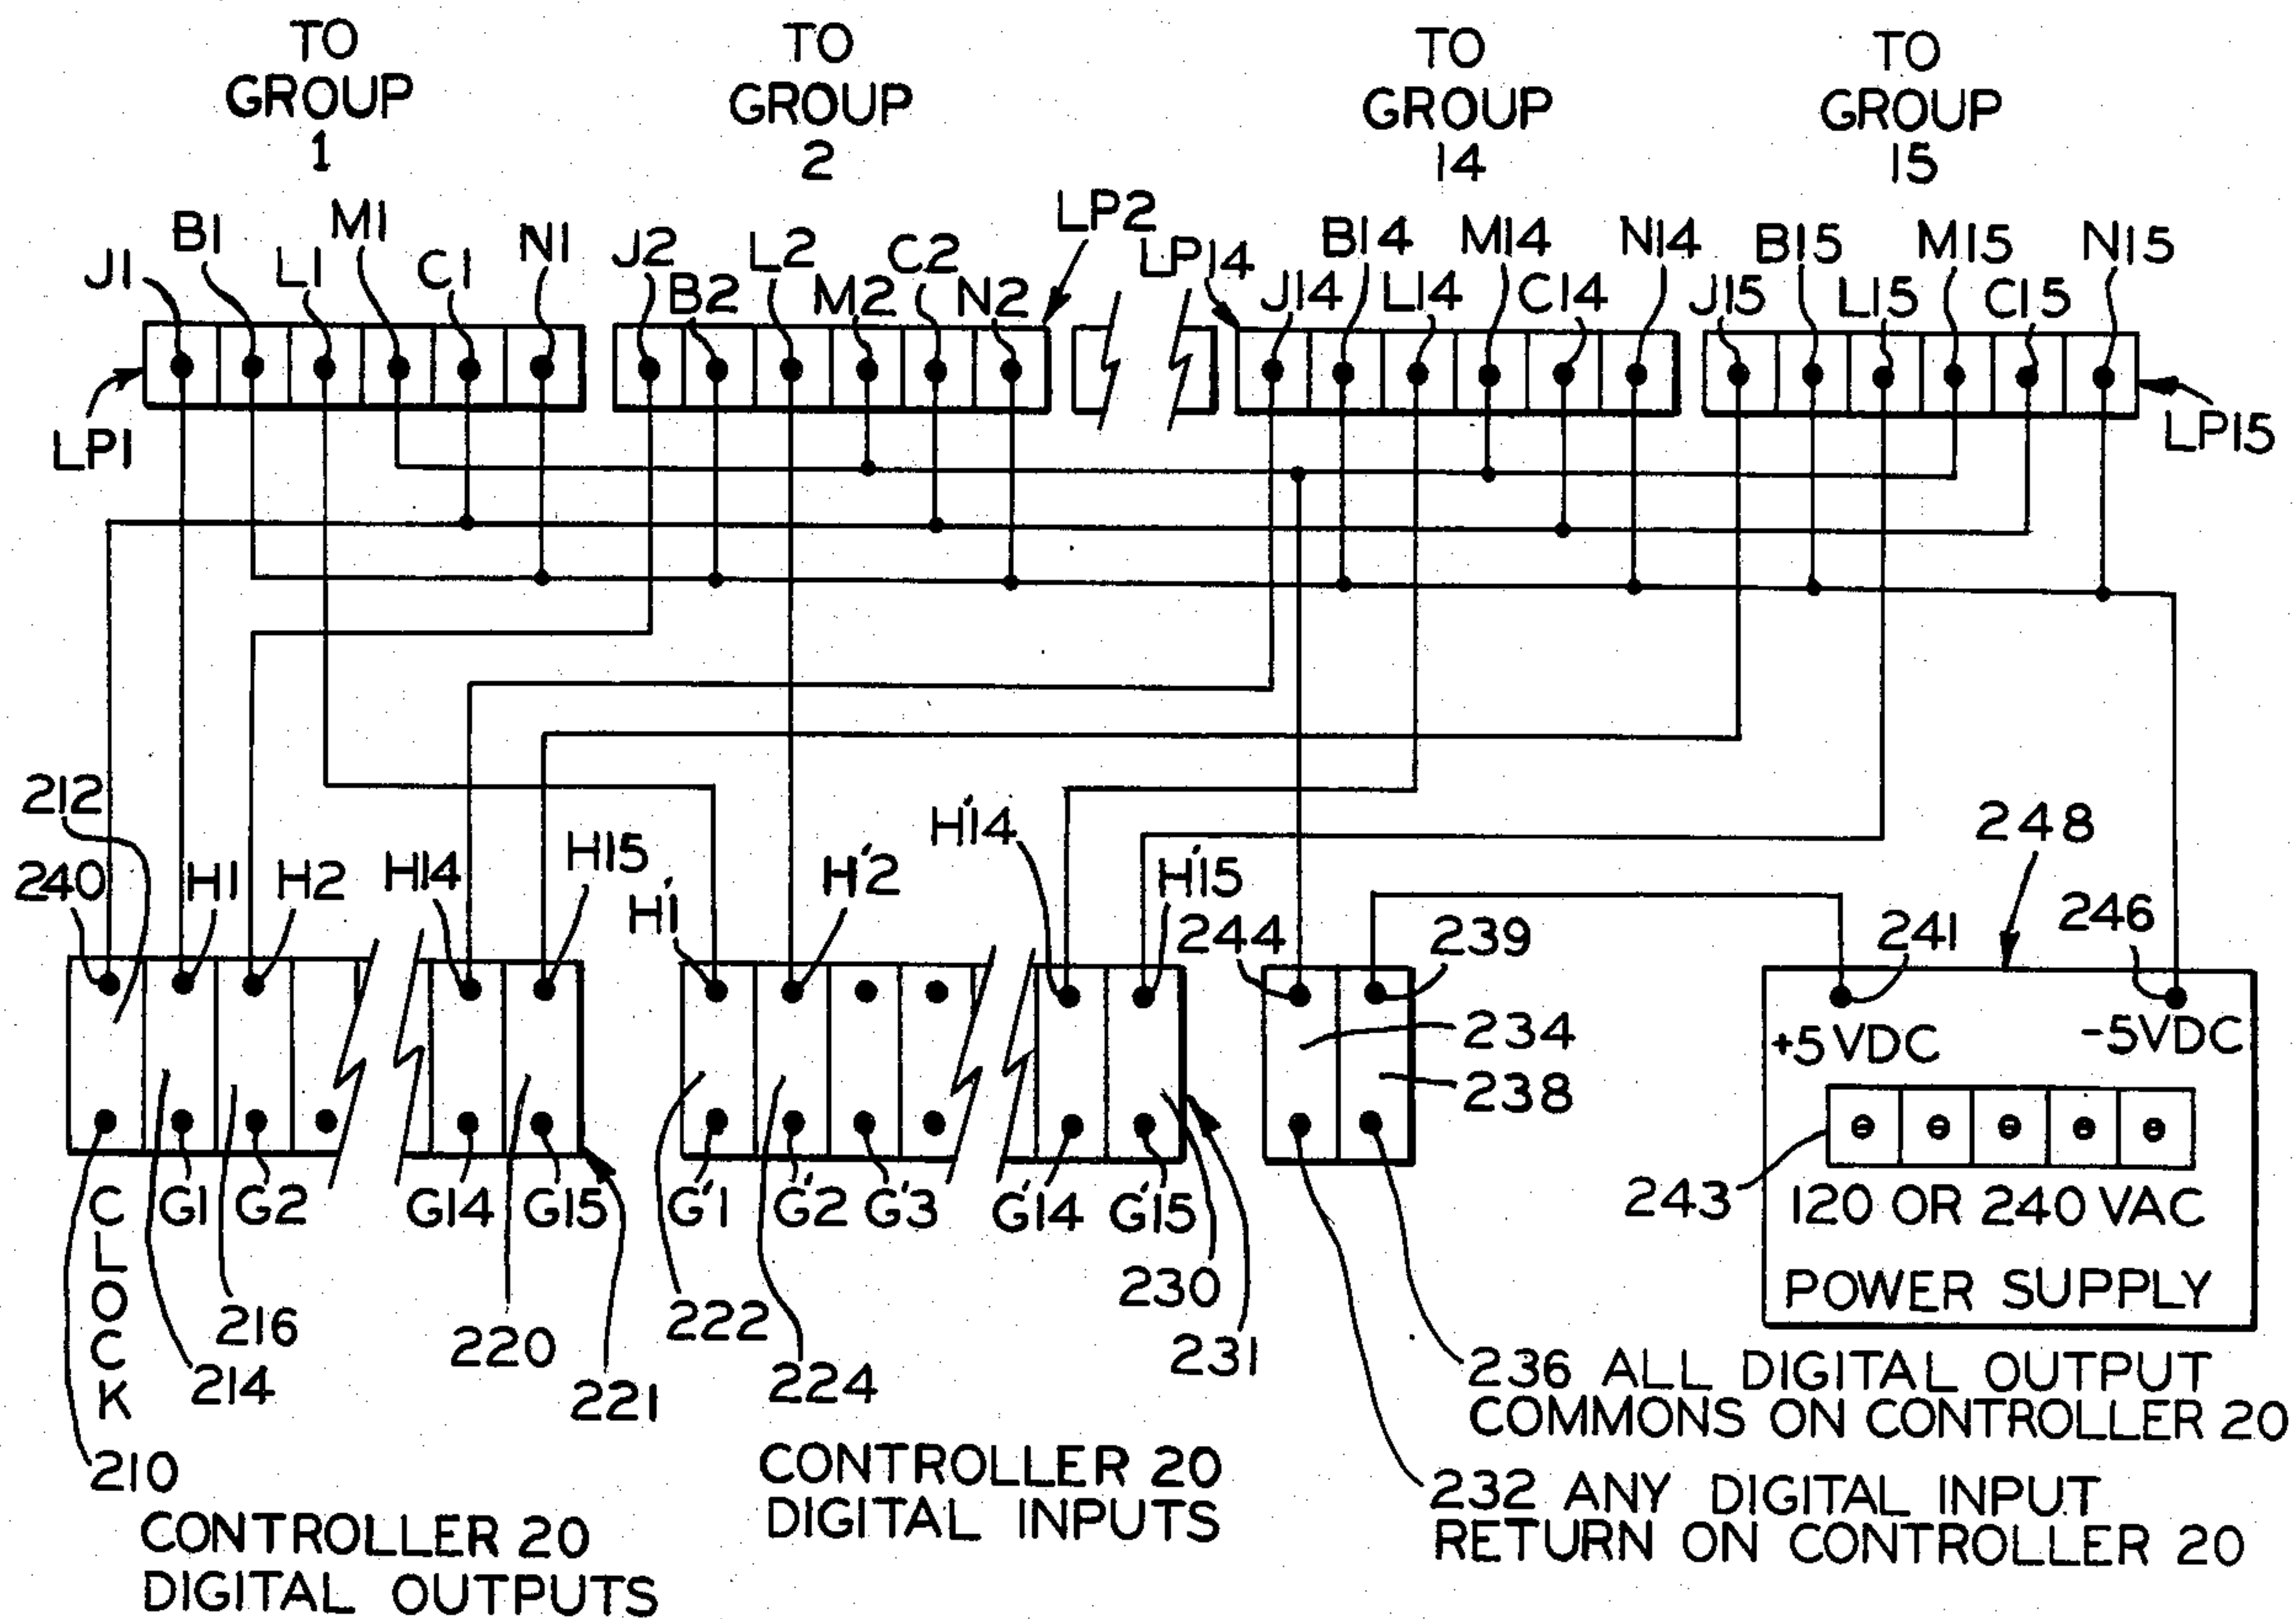 TO
GROUP
1
TO
GROUP
2
TO
GROUP
14
TO
GROUP
15
J1 B1 L1 M1 C1 N1
J2 B2 L2 M2 C2 N2 LP2
LP14 J14 B14 L14 M14 C14 N14
J15 B15 L15 M15 C15 N15
LP1
LP15
212
240 H1 H2 H14 H15
H'1 H'2 H'14 H'15
244 239 241 248 246
234
238
+5VDC -5VDC
243
120 OR 240 VAC
POWER SUPPLY
CLOCK G1 G2 G14 G15
G'1 G'2 G'3 G'14 G'15
210 214 216 220 221
222 224 230 231
236 ALL DIGITAL OUTPUT
COMMONS ON CONTROLLER 20
232 ANY DIGITAL INPUT
RETURN ON CONTROLLER 20
CONTROLLER 20
DIGITAL INPUTS
CONTROLLER 20
DIGITAL OUTPUTS